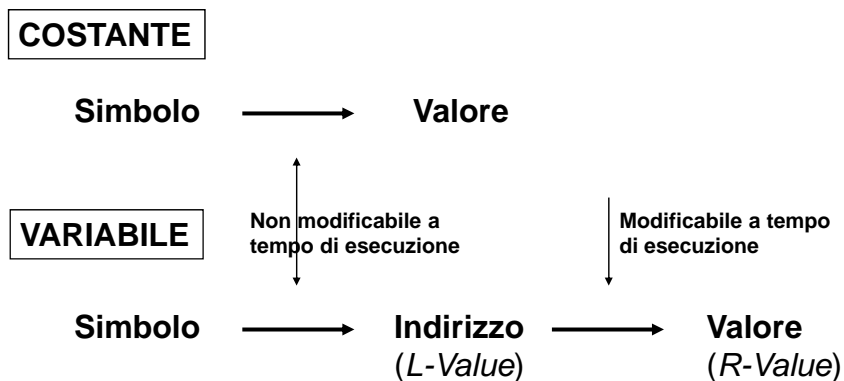 COSTANTE
Simbolo Valore
VARIABILE
Non modificabile a
tempo di esecuzione
Modificabile a tempo
di esecuzione
Simbolo Indirizzo Valore
(L-Value) (R-Value)